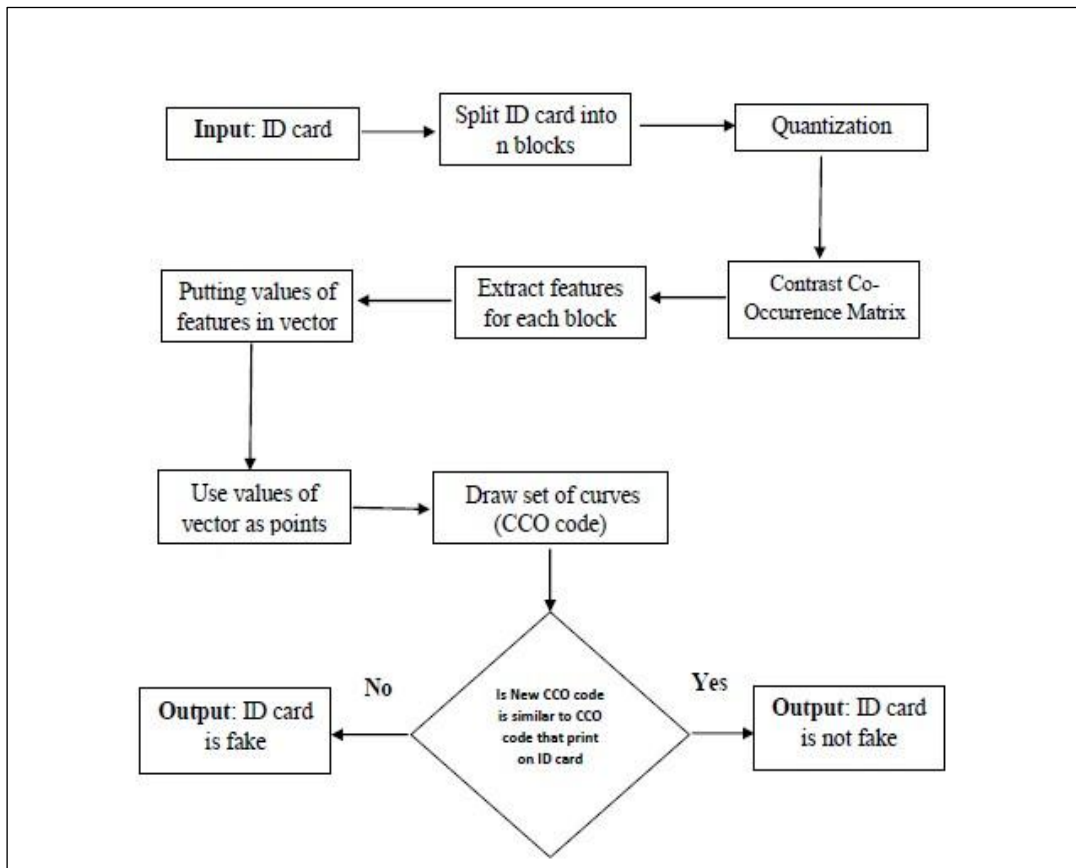 Input: ID card
Split ID card into
n blocks
Quantization
Contrast Co-
Occurrence Matrix
Extract features
for each block
Putting values of
features in vector
Use values of
vector as points
Draw set of curves
(CCO code)
Is New CCO code
is similar to CCO
code that print
on ID card
No
Output: ID card
is fake
Yes
Output: ID card
is not fake